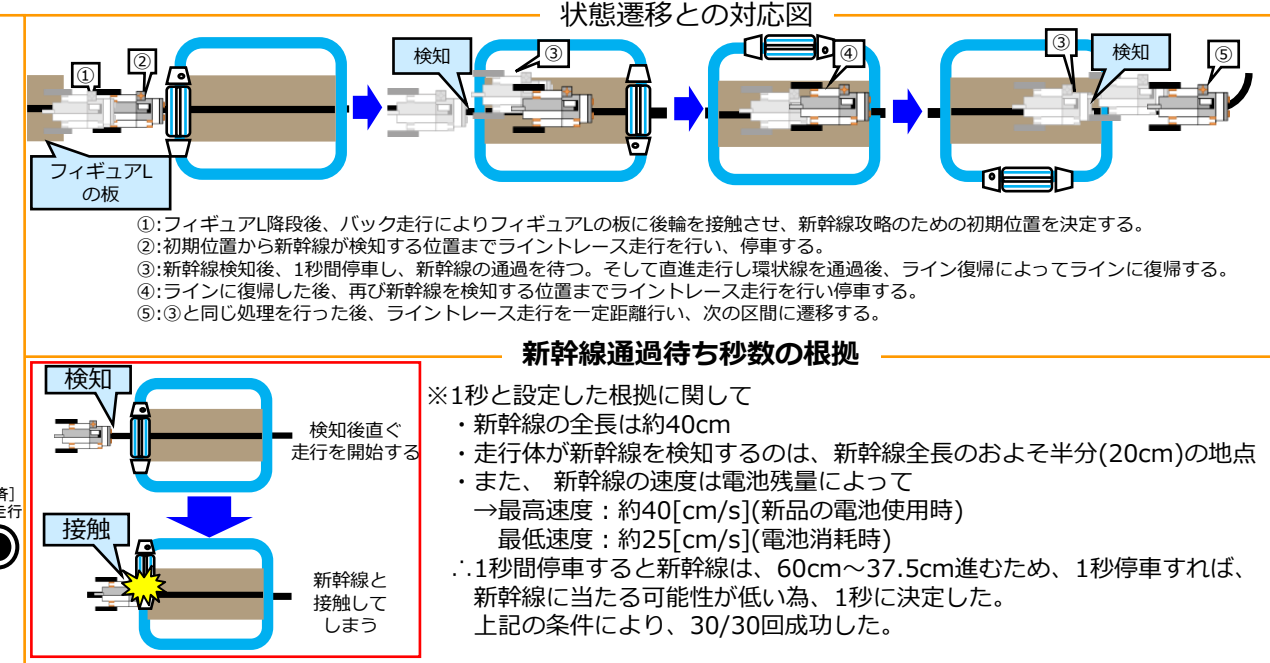 状態遷移との対応図
①
②
検知
③
④
③
検知
⑤
フィギュアL
の板
①:フィギュアL降段後、バック走行によりフィギュアLの板に後輪を接触させ、新幹線攻略のための初期位置を決定する。
②:初期位置から新幹線が検知する位置までライントレース走行を行い、停車する。
③:新幹線検知後、1秒間停車し、新幹線の通過を待つ。そして直進走行し環状線を通過後、ライン復帰によってラインに復帰する。
④:ラインに復帰した後、再び新幹線を検知する位置までライントレース走行を行い停車する。
⑤:③と同じ処理を行った後、ライントレース走行を一定距離行い、次の区間に遷移する。
新幹線通過待ち秒数の根拠
検知
検知後直ぐ
走行を開始する
接触
新幹線と
接触して
しまう
※1秒と設定した根拠に関して
・新幹線の全長は約40cm
・走行体が新幹線を検知するのは、新幹線全長のおよそ半分(20cm)の地点
・また、 新幹線の速度は電池残量によって
→最高速度：約40[cm/s](新品の電池使用時)
最低速度：約25[cm/s](電池消耗時)
∴1秒間停車すると新幹線は、60cm～37.5cm進むため、1秒停車すれば、
新幹線に当たる可能性が低い為、1秒に決定した。
上記の条件により、30/30回成功した。
走行